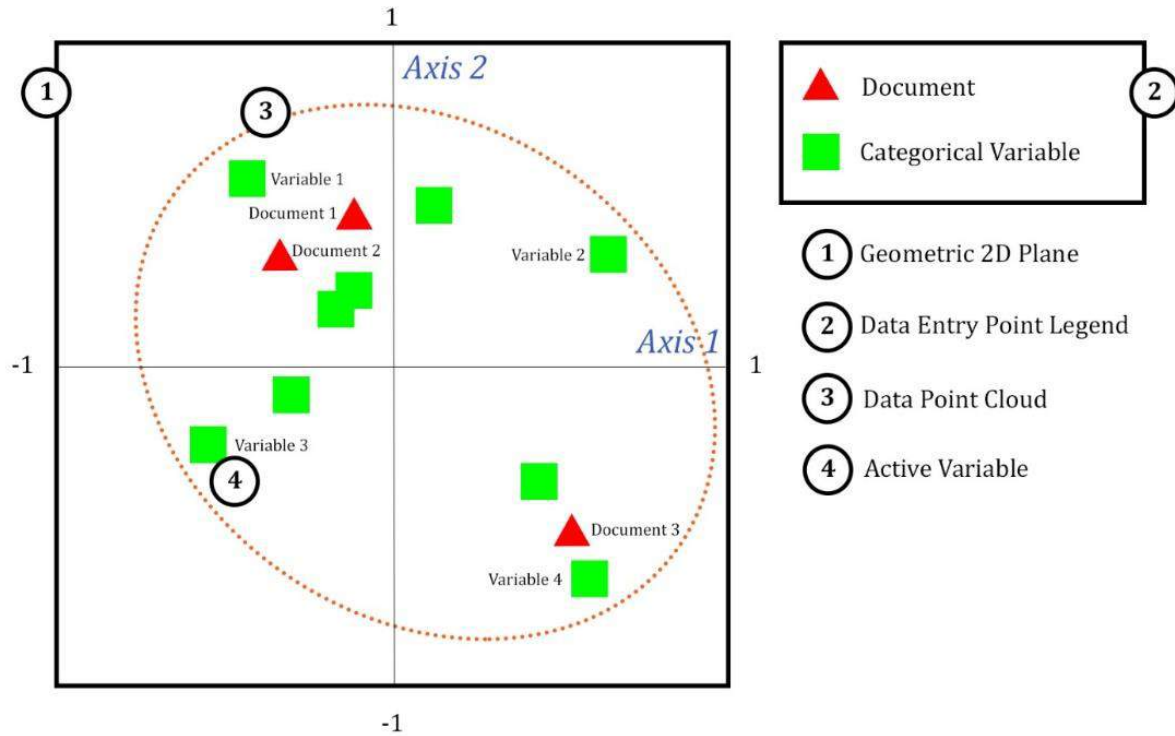 1
Axis 2
1
3
Variable 1
Document 1
Document 2
Variable 2
Axis 1
-1
1
Variable 3
4
Document 3
Variable 4
-1
Document
2
Categorical Variable
1 Geometric 2D Plane
2 Data Entry Point Legend
3 Data Point Cloud
4 Active Variable